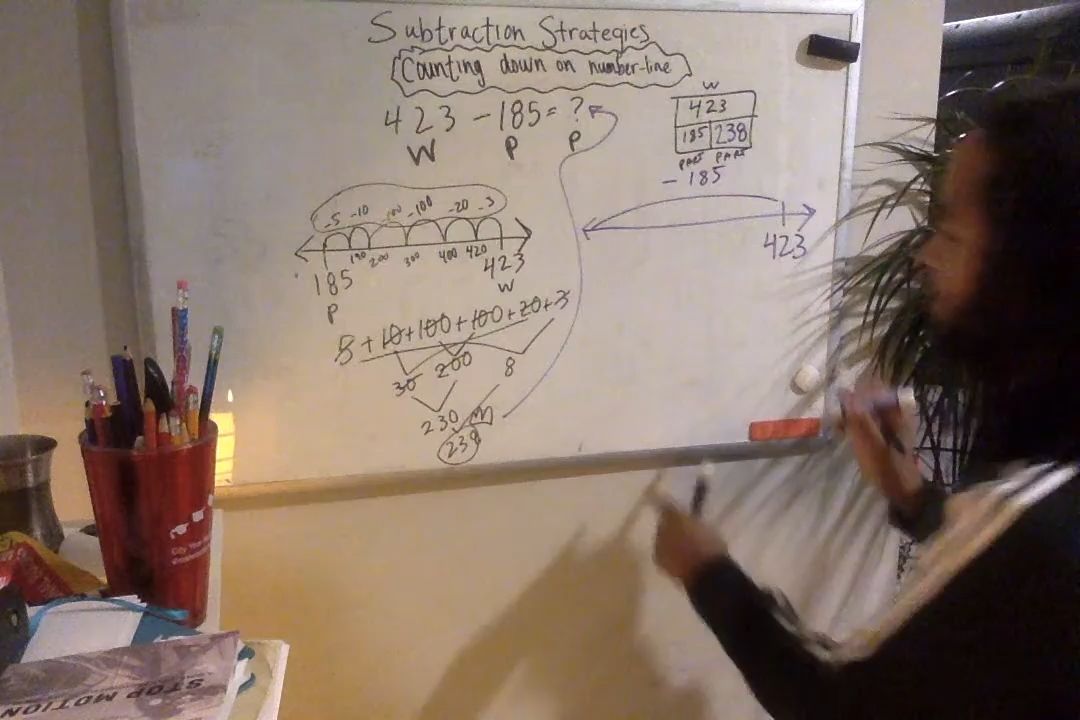 Subtraction Strategies
Counting down on number-line
423 - 185 = ?
W P P
W
423
185 238
PART PART
- 185
423
-5 -10 -100 -100 -20 -3
190 200 300 400 420
185 423
P W
5 + 10 + 100 + 100 + 20 + 3
30 200 8
230
238
STOP MOTION